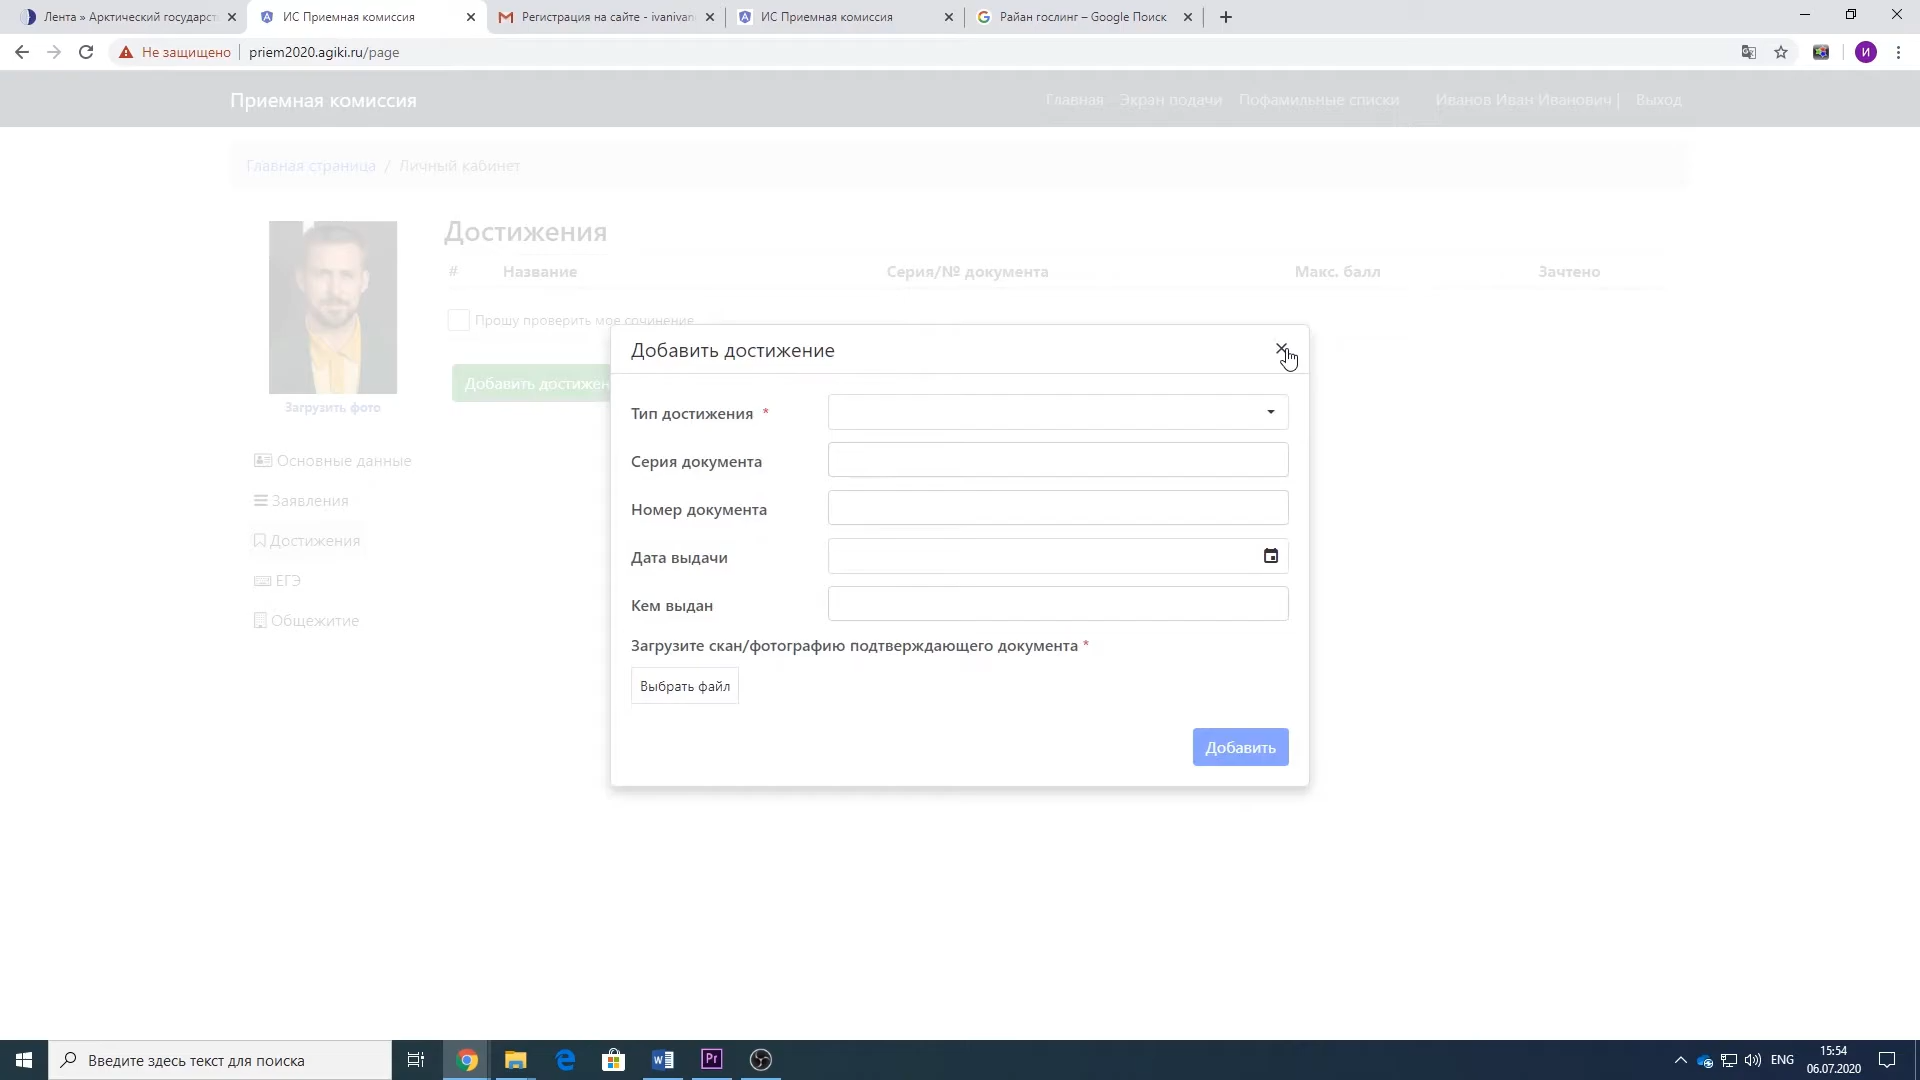 Лента » Арктический государст
ИС Приемная комиссия
Регистрация на сайте - ivanivan
ИС Приемная комиссия
Райан гослинг – Google Поиск
Не защищено
priem2020.agiki.ru/page
И
Приемная комиссия
Главная - Экран подачи
Пофамильные списки
Иванов Иван Иванович |
Выход
Главная страница / Личный кабинет
Загрузить фото
Основные данные
Заявления
Достижения
ЕГЭ
Общежитие
Достижения
# Название Серия/№ документа Макс. балл Зачтено
Прошу проверить мое сочинение
Добавить достижен
Добавить достижение
Тип достижения *
Серия документа
Номер документа
Дата выдачи
Кем выдан
Загрузите скан/фотографию подтверждающего документа *
Выбрать файл
Добавить
Введите здесь текст для поиска
Pr
ENG
15:54
06.07.2020